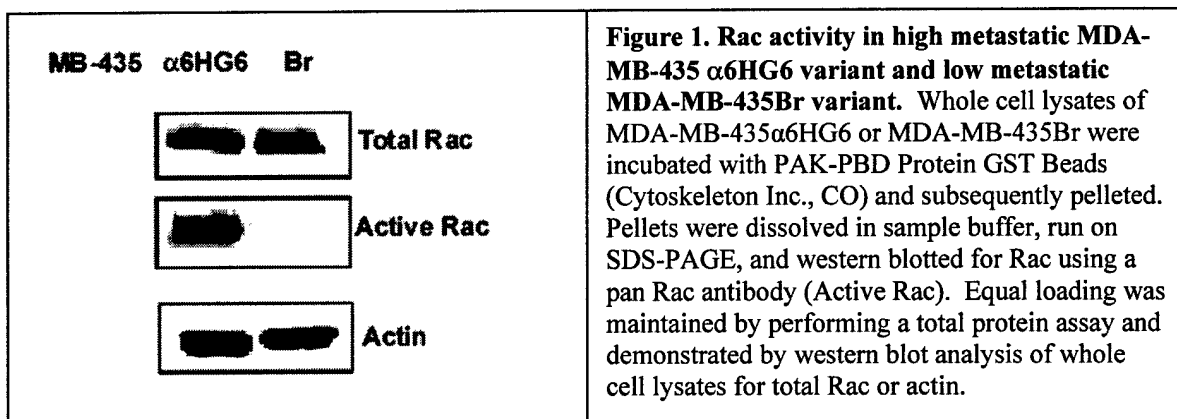 MB-435 α6HG6 Br
Total Rac
Active Rac
Actin
Figure 1. Rac activity in high metastatic MDA-
MB-435 α6HG6 variant and low metastatic
MDA-MB-435Br variant. Whole cell lysates of
MDA-MB-435α6HG6 or MDA-MB-435Br were
incubated with PAK-PBD Protein GST Beads
(Cytoskeleton Inc., CO) and subsequently pelleted.
Pellets were dissolved in sample buffer, run on
SDS-PAGE, and western blotted for Rac using a
pan Rac antibody (Active Rac). Equal loading was
maintained by performing a total protein assay and
demonstrated by western blot analysis of whole
cell lysates for total Rac or actin.